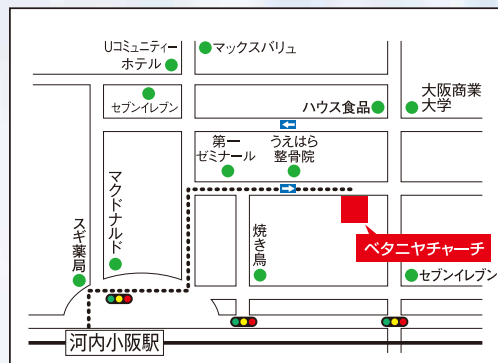 Uコミュニティー
ホテル
マックスバリュ
セブンイレブン
ハウス食品
大阪商業
大学
第一
ゼミナール
うえはら
整骨院
マクドナルド
スギ薬局
焼き鳥
ベタニヤチャーチ
セブンイレブン
河内小阪駅